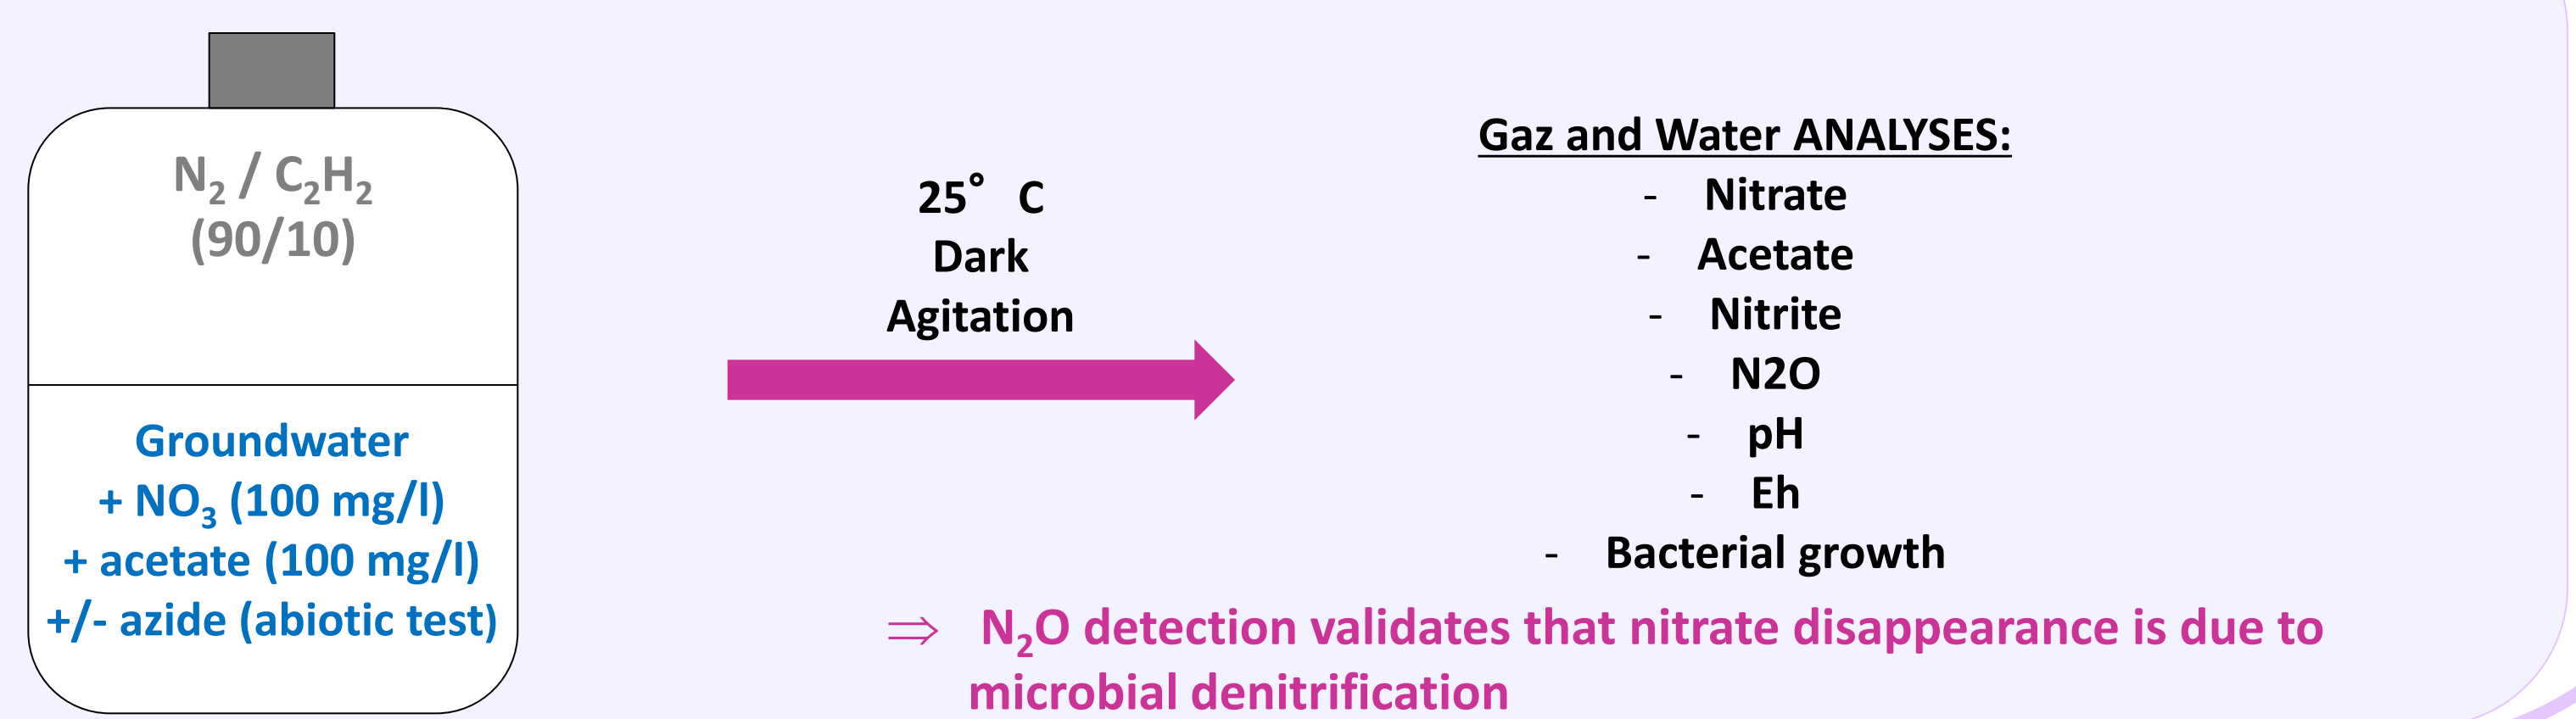 N₂ / C₂H₂
(90/10)
Groundwater
+ NO₃ (100 mg/l)
+ acetate (100 mg/l)
+/- azide (abiotic test)
25° C
Dark
Agitation
Gaz and Water ANALYSES:
- Nitrate
- Acetate
- Nitrite
- N2O
- pH
- Eh
- Bacterial growth
⇒ N₂O detection validates that nitrate disappearance is due to
microbial denitrification